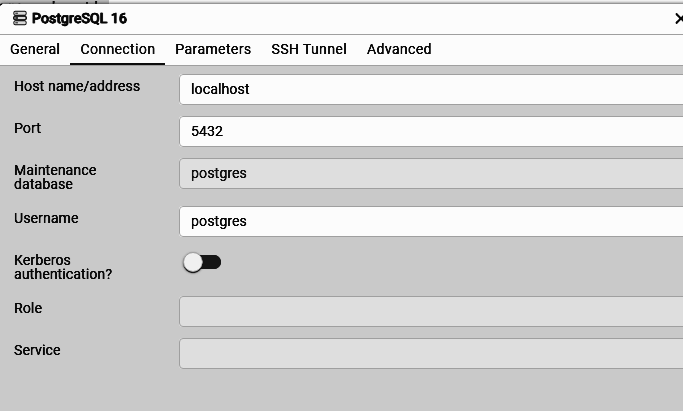 PostgreSQL 16
General Connection Parameters SSH Tunnel Advanced
Host name/address localhost
Port 5432
Maintenance
database postgres
Username postgres
Kerberos
authentication?
Role
Service